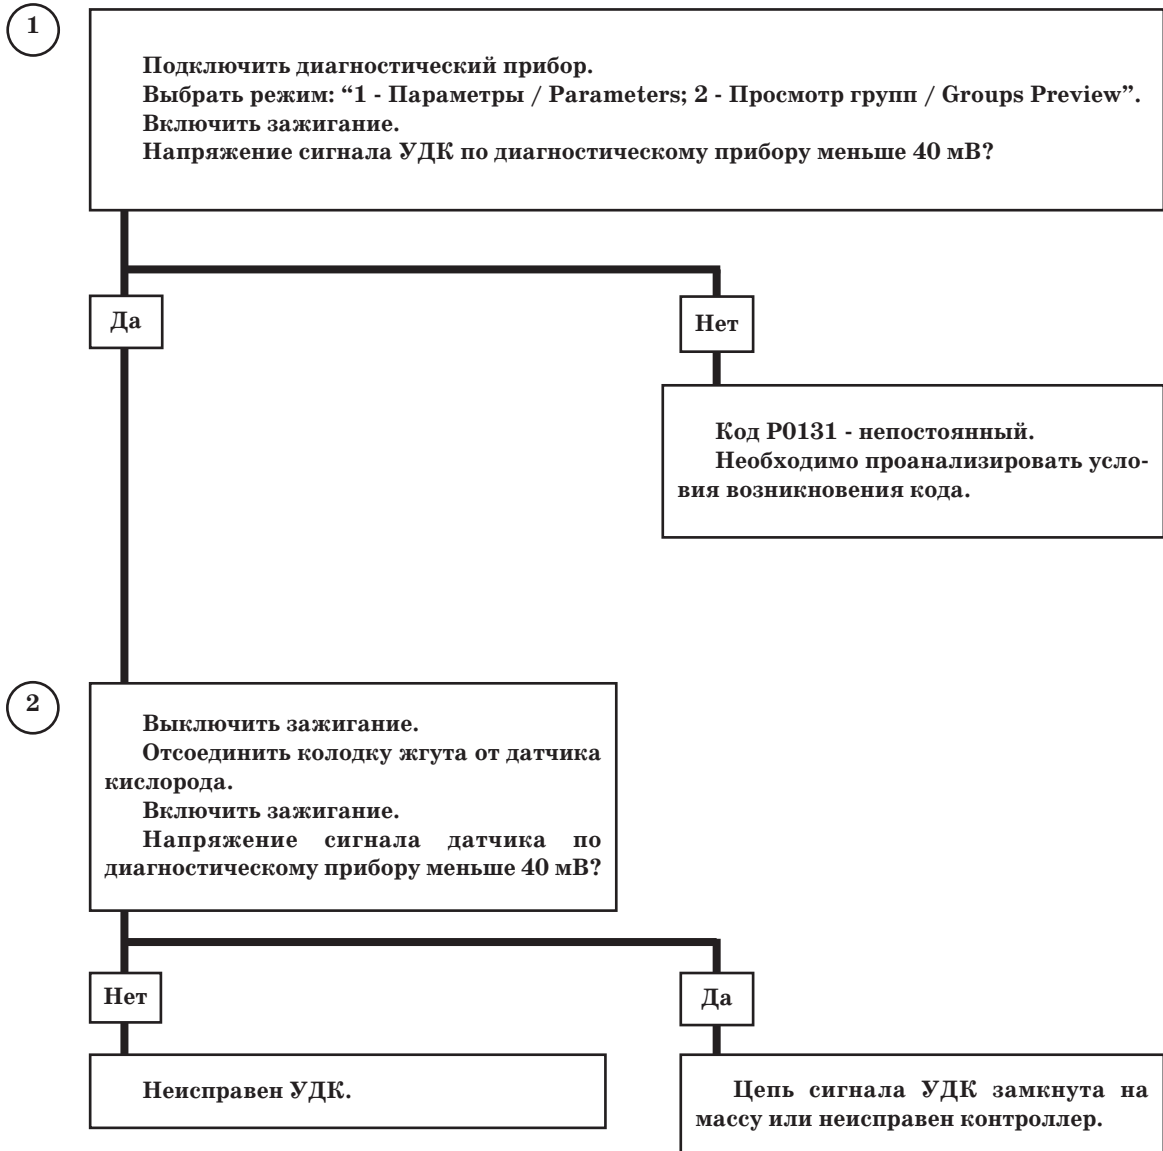 1
Подключить диагностический прибор.
Выбрать режим: “1 - Параметры / Parameters; 2 - Просмотр групп / Groups Preview”.
Включить зажигание.
Напряжение сигнала УДК по диагностическому прибору меньше 40 мВ?
Да
Нет
Код Р0131 - непостоянный.
Необходимо проанализировать усло-
вия возникновения кода.
2
Выключить зажигание.
Отсоединить колодку жгута от датчика
кислорода.
Включить зажигание.
Напряжение сигнала датчика по
диагностическому прибору меньше 40 мВ?
Нет
Да
Неисправен УДК.
Цепь сигнала УДК замкнута на
массу или неисправен контроллер.